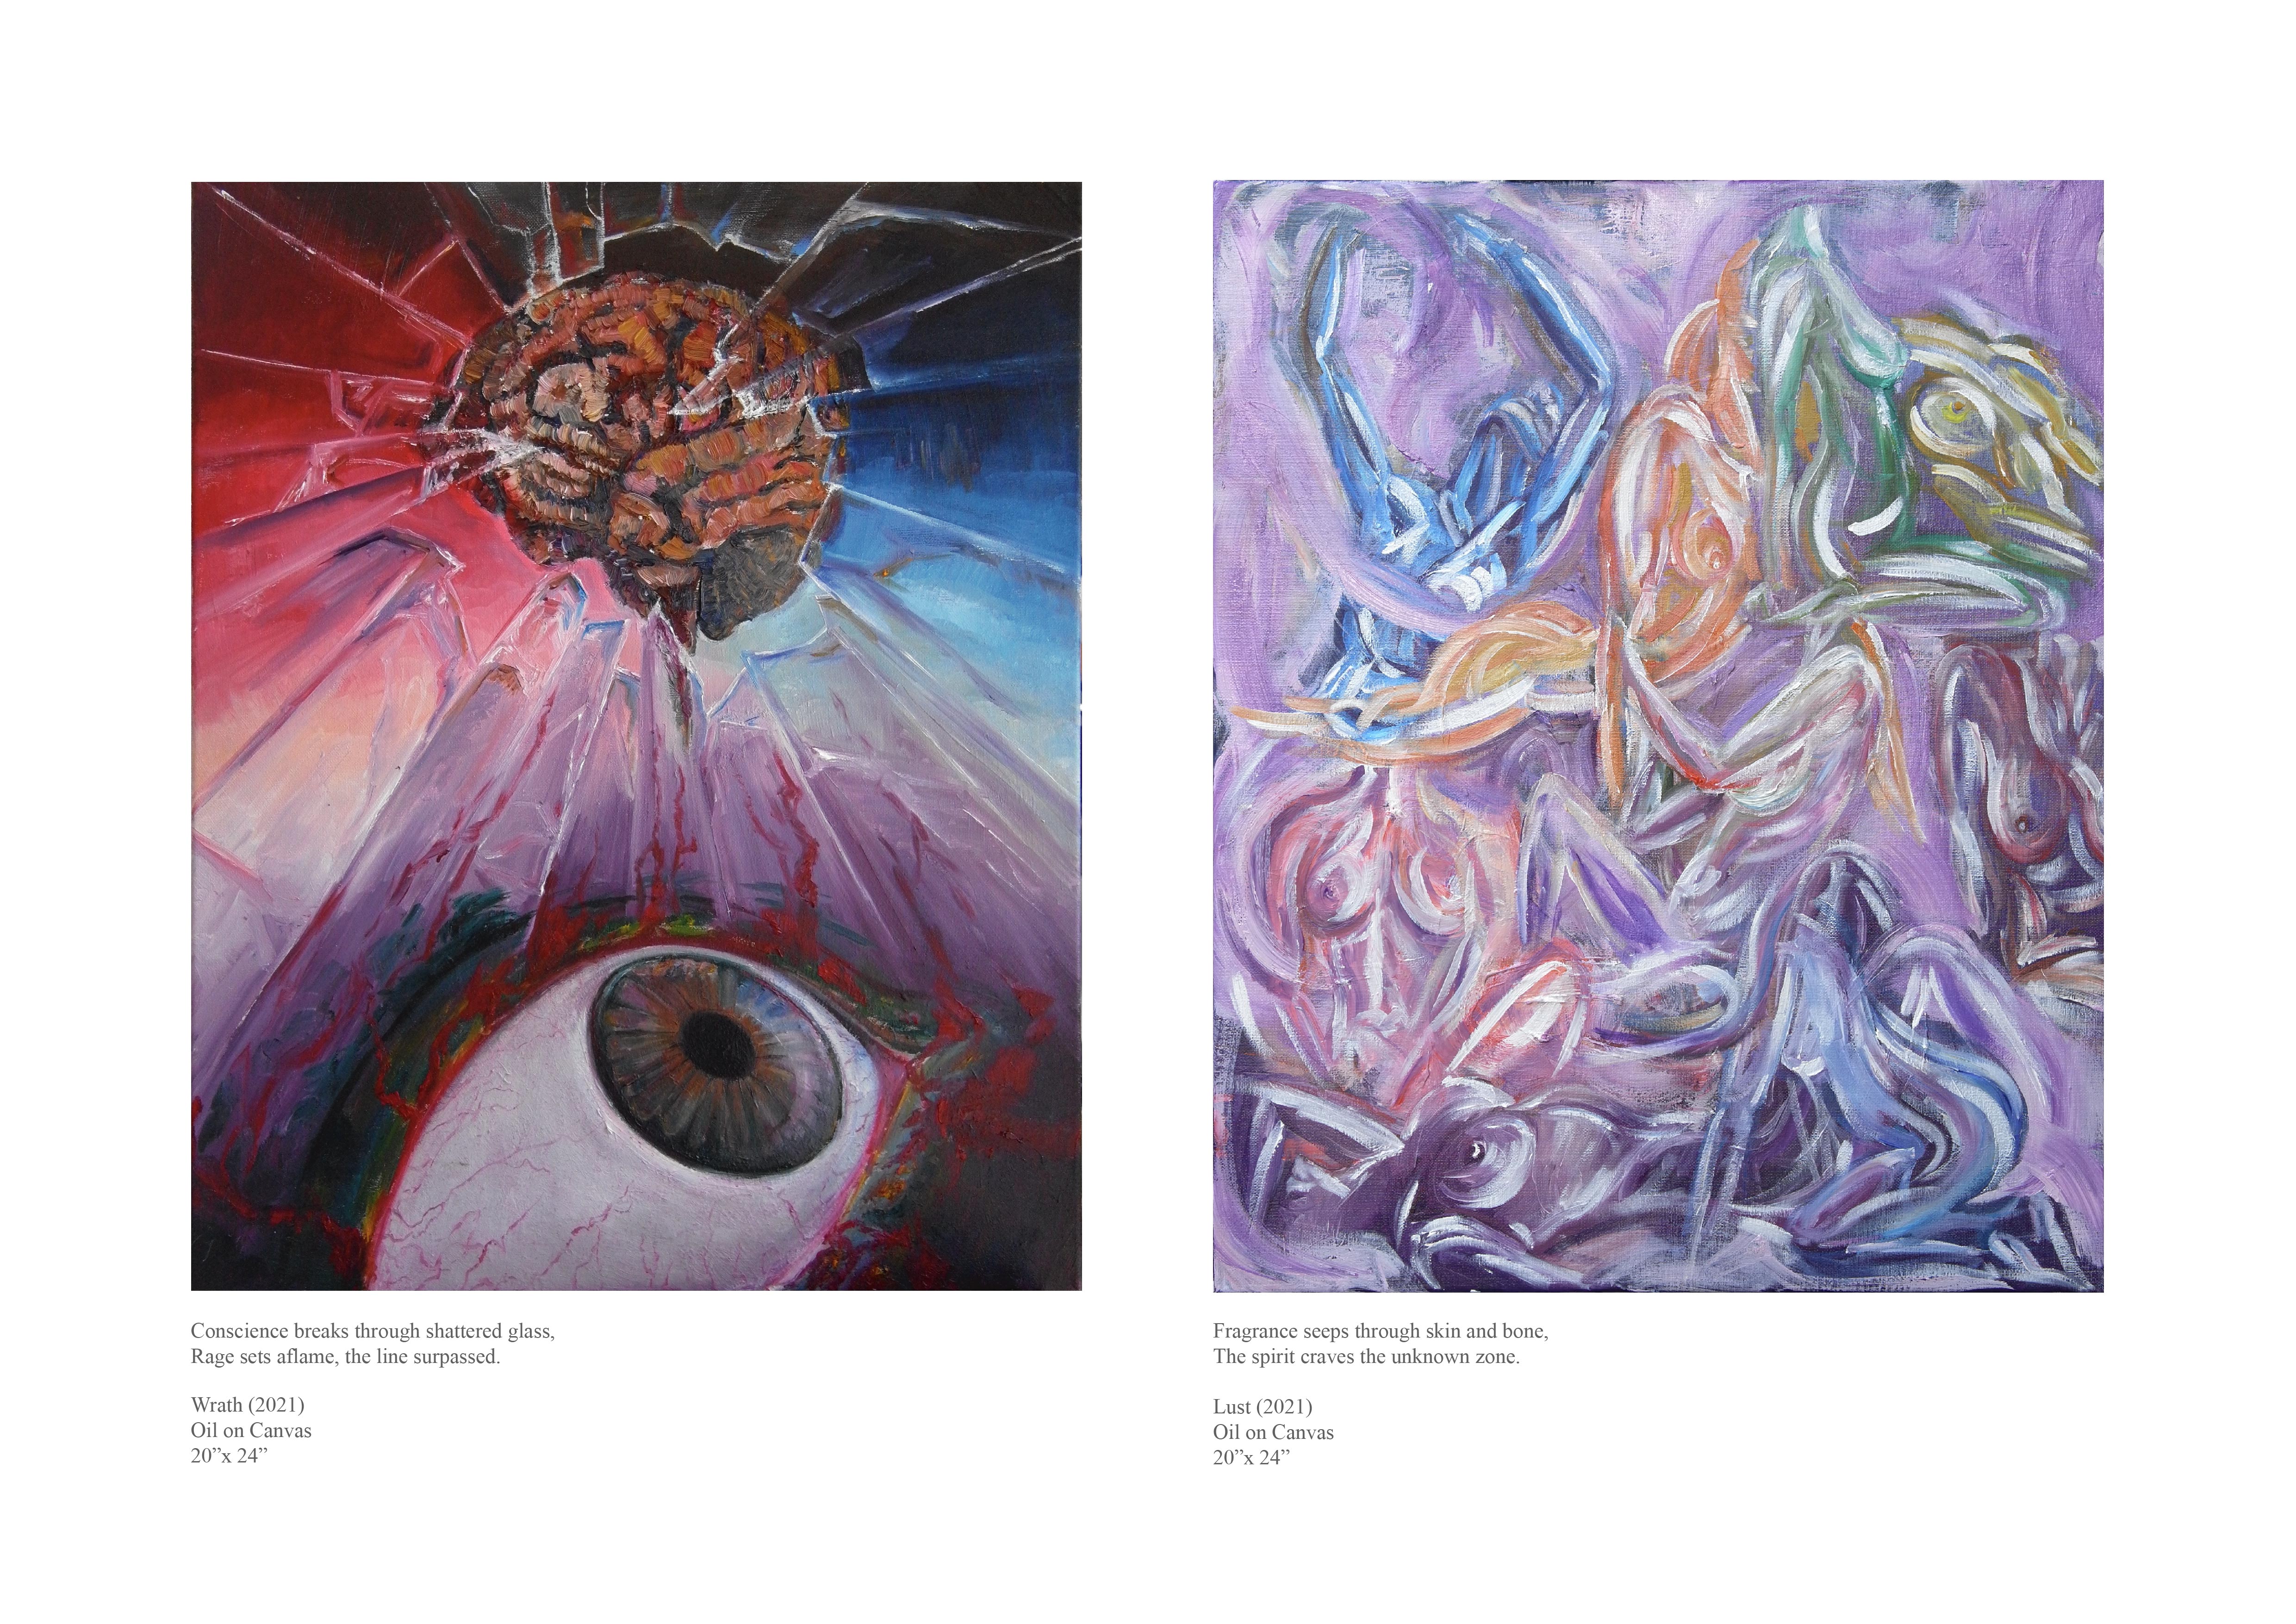 Conscience breaks through shattered glass,
Rage sets aflame, the line surpassed.
Wrath (2021)
Oil on Canvas
20”x 24”
Fragrance seeps through skin and bone,
The spirit craves the unknown zone.
Lust (2021)
Oil on Canvas
20”x 24”